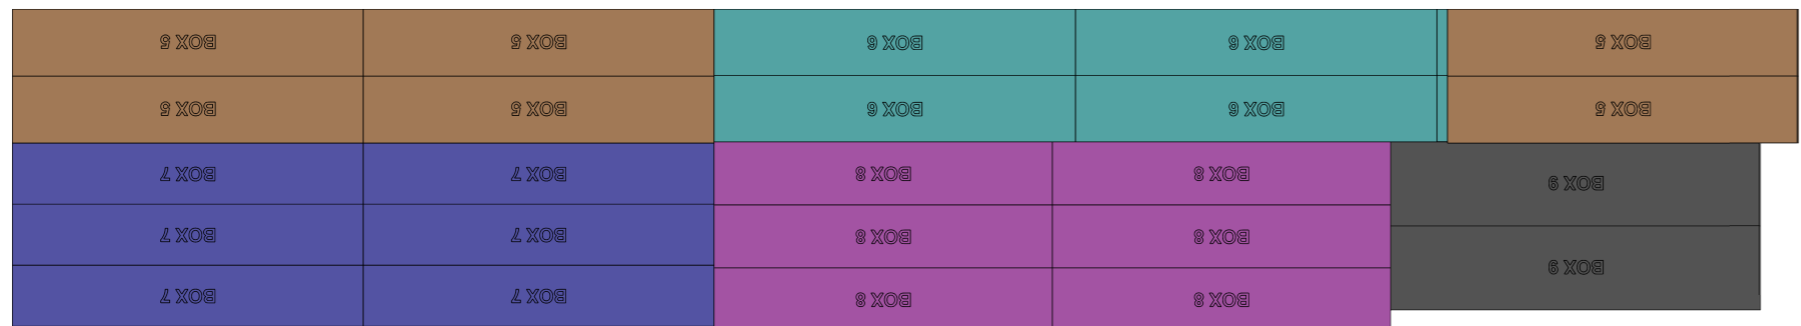 BOX 5 BOX 5 BOX 6 BOX 6 BOX 5
BOX 5 BOX 5 BOX 6 BOX 6 BOX 5
BOX 7 BOX 7 BOX 8 BOX 8 BOX 9
BOX 7 BOX 7 BOX 8 BOX 8 BOX 9
BOX 7 BOX 7 BOX 8 BOX 8